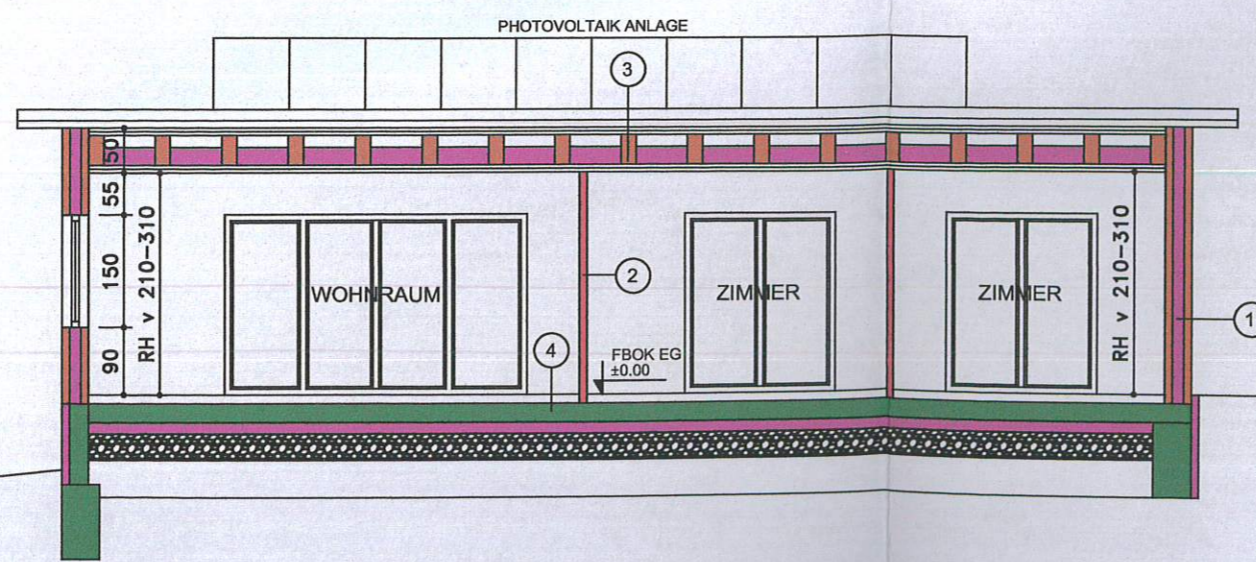 PHOTOVOLTAIK ANLAGE
3
50
55
150
90
RH v 210-310
WOHNRAUM
2
ZIMMER
ZIMMER
RH v 210-310
1
4
FBOK EG
±0.00